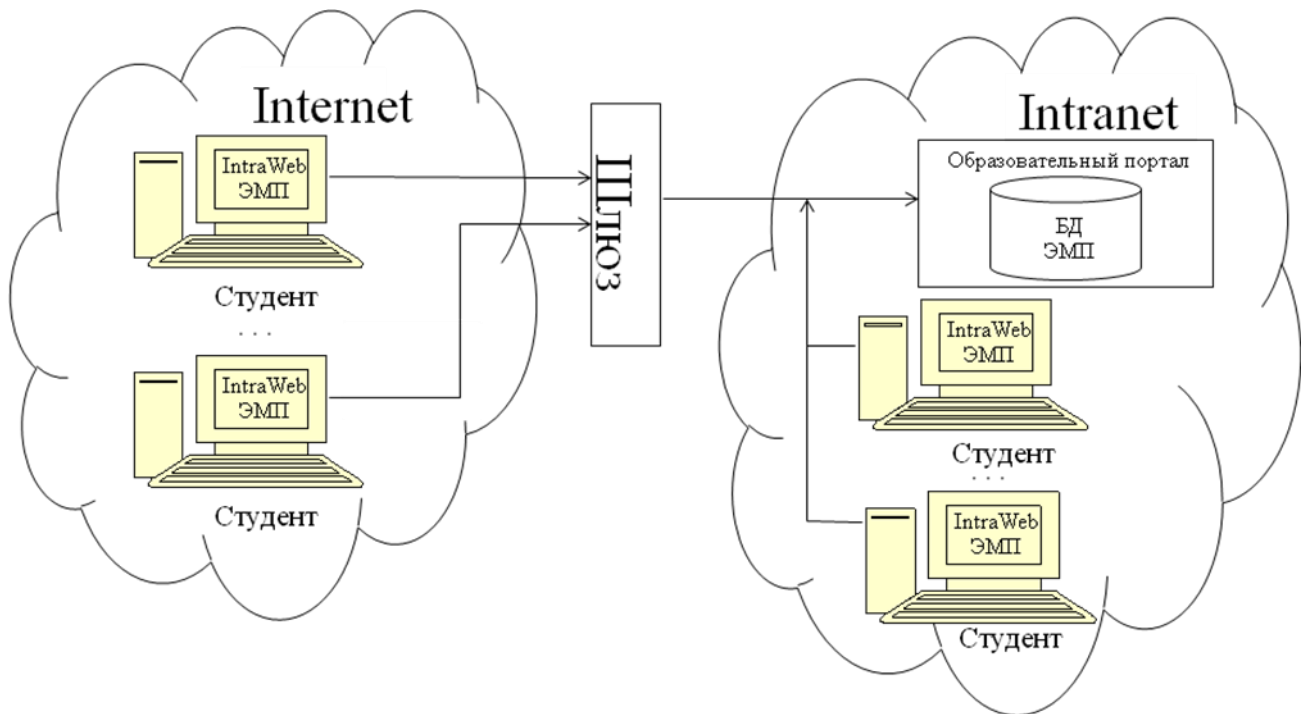 Internet
IntraWeb
ЭМП
Студент
. . .
IntraWeb
ЭМП
Студент
Шлюз
Intranet
Образовательный портал
БД
ЭМП
IntraWeb
ЭМП
Студент
. . .
IntraWeb
ЭМП
Студент